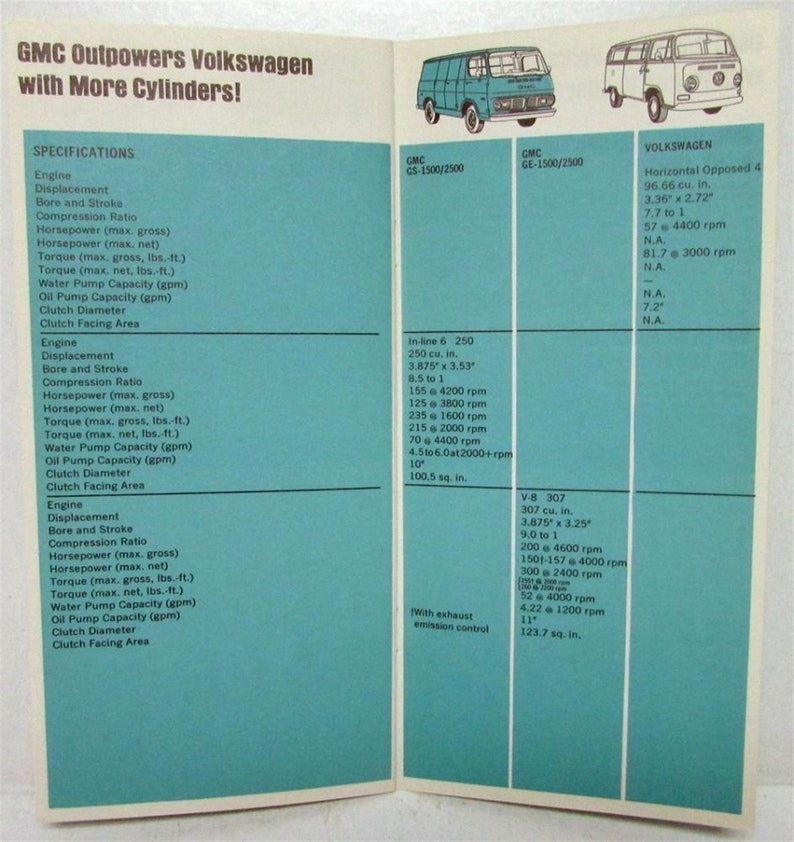 GMC Outpowers Volkswagen
with More Cylinders!
SPECIFICATIONS
Engine
Displacement
Bore and Stroke
Compression Ratio
Horsepower (max. gross)
Horsepower (max. net)
Torque (max. gross, lbs.-ft.)
Torque (max. net, lbs.-ft.)
Water Pump Capacity (gpm)
Oil Pump Capacity (gpm)
Clutch Diameter
Clutch Facing Area
Engine
Displacement
Bore and Stroke
Compression Ratio
Horsepower (max. gross)
Horsepower (max. net)
Torque (max. gross, lbs.-ft.)
Torque (max. net, lbs.-ft.)
Water Pump Capacity (gpm)
Oil Pump Capacity (gpm)
Clutch Diameter
Clutch Facing Area
Engine
Displacement
Bore and Stroke
Compression Ratio
Horsepower (max. gross)
Horsepower (max. net)
Torque (max. gross, lbs.-ft.)
Torque (max. net, lbs.-ft.)
Water Pump Capacity (gpm)
Oil Pump Capacity (gpm)
Clutch Diameter
Clutch Facing Area
GMC
GS-1500/2500
In-line 6 250
250 cu. in.
3.875" x 3.53"
8.5 to 1
155 @ 4200 rpm
125 @ 3800 rpm
235 @ 1600 rpm
215 @ 2000 rpm
70 @ 4400 rpm
4.5 to 6.0 at 2000+rpm
10"
100.5 sq. in.
†With exhaust
emission control
GMC
GE-1500/2500
V-8 307
307 cu. in.
3.875" x 3.25"
9.0 to 1
200 @ 4600 rpm
150†-157 @ 4000 rpm
300 @ 2400 rpm
255† @ 2000 rpm
260 @ 2200 rpm
52 @ 4000 rpm
4.22 @ 1200 rpm
11"
123.7 sq. in.
VOLKSWAGEN
Horizontal Opposed 4
96.66 cu. in.
3.36" x 2.72"
7.7 to 1
57 @ 4400 rpm
N.A.
81.7 @ 3000 rpm
N.A.
—
N.A.
7.2"
N.A.